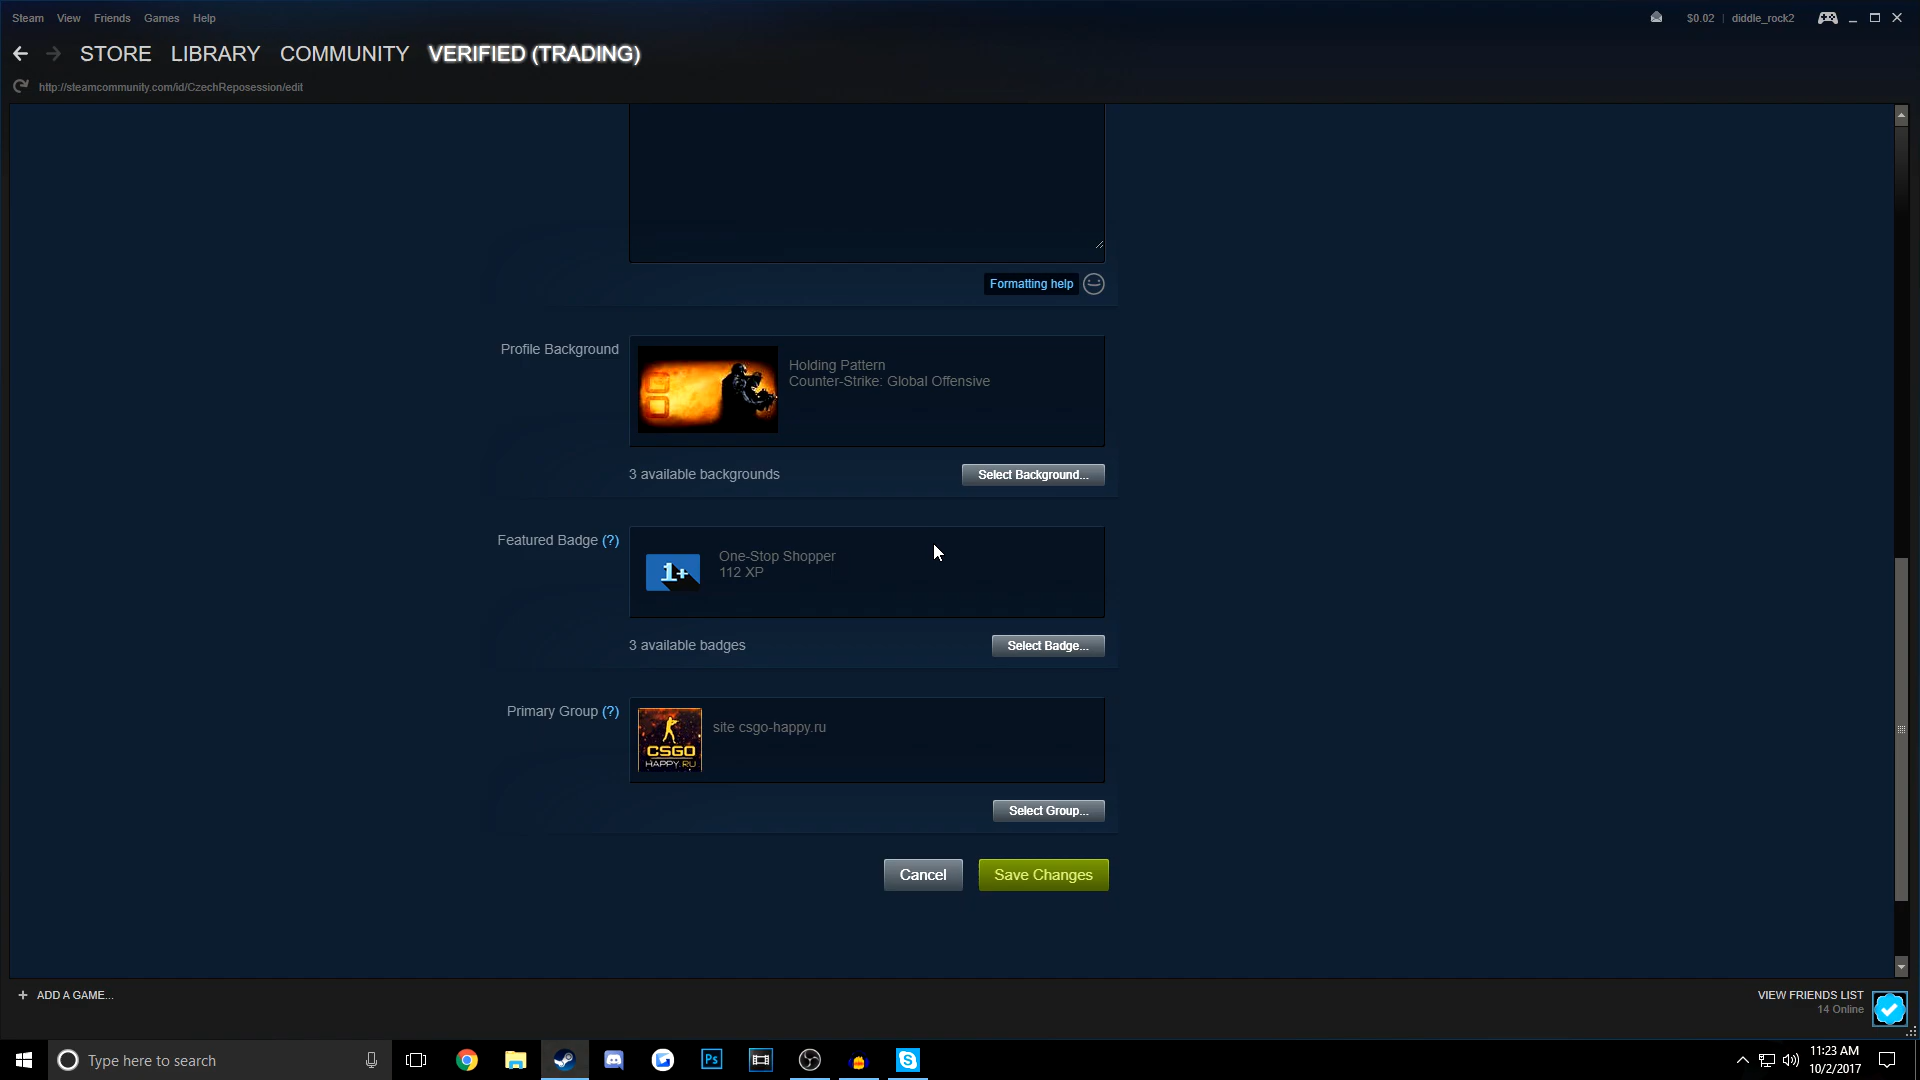 Steam View Friends Games Help
$0.02 diddle_rock2
STORE LIBRARY COMMUNITY VERIFIED (TRADING)
http://steamcommunity.com/id/CzechReposession/edit
Formatting help
Profile Background
Holding Pattern
Counter-Strike: Global Offensive
3 available backgrounds
Select Background...
Featured Badge (?)
1+
One-Stop Shopper
112 XP
3 available badges
Select Badge...
Primary Group (?)
CSGO
HAPPY.RU
site csgo-happy.ru
Select Group...
Cancel
Save Changes
+ ADD A GAME...
VIEW FRIENDS LIST
14 Online
Type here to search
Ps
11:23 AM
10/2/2017